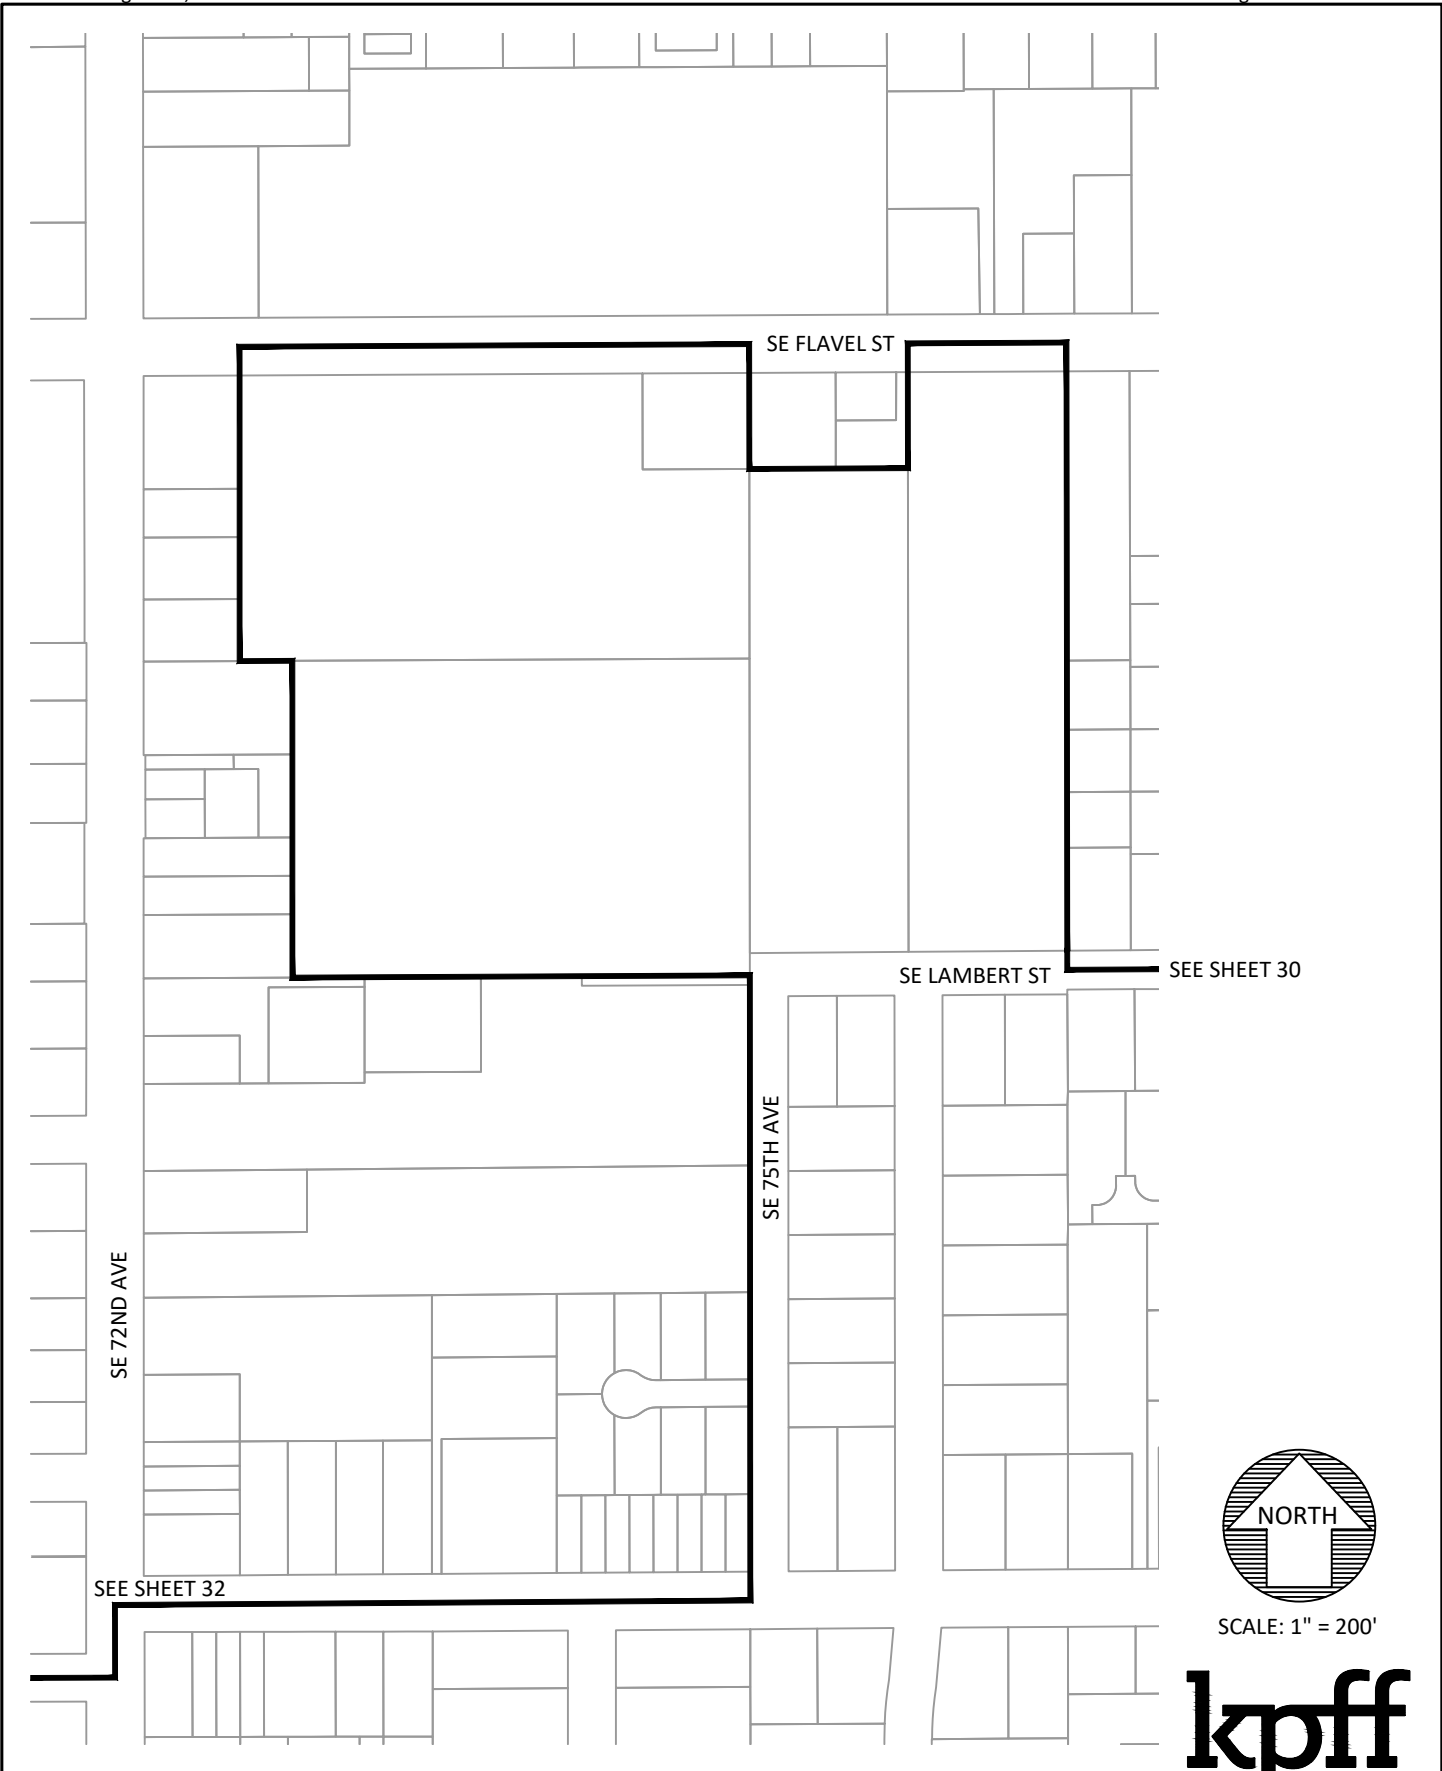 SE FLAVEL ST
SE LAMBERT ST
SEE SHEET 30
SE 75TH AVE
SE 72ND AVE
NORTH
SEE SHEET 32
SCALE: 1" = 200'
kpff